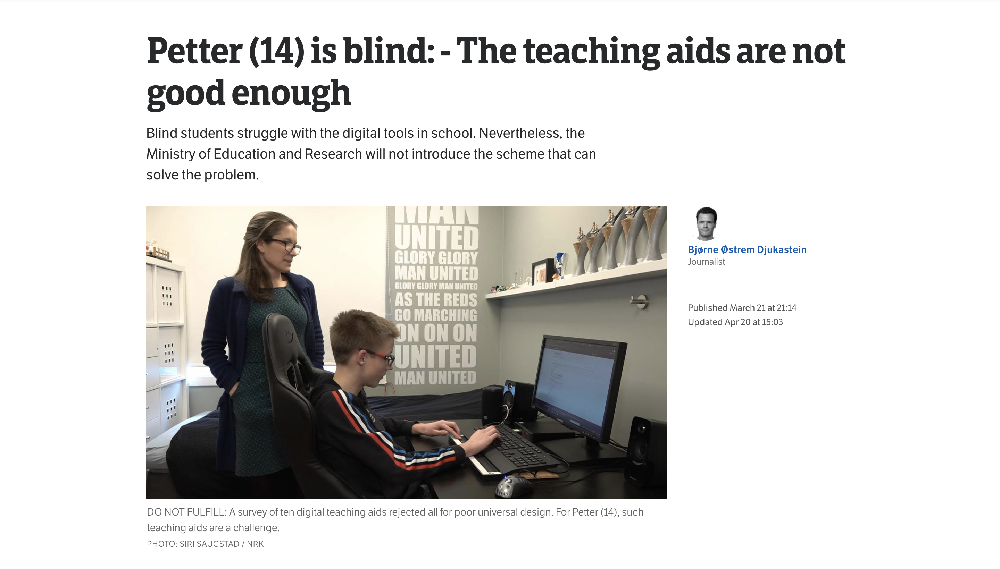 Petter (14) is blind: - The teaching aids are not
good enough
Blind students struggle with the digital tools in school. Nevertheless, the
Ministry of Education and Research will not introduce the scheme that can
solve the problem.
MAN
UNITED
GLORY GLORY
MAN UNITED
GLORY GLORY MAN UNITED
AS THE REDS
GO MARCHING
ON ON ON
UNITED
MAN UNITED
Bjørne Østrem Djukastein
Journalist
Published March 21 at 21:14
Updated Apr 20 at 15:03
DO NOT FULFILL: A survey of ten digital teaching aids rejected all for poor universal design. For Petter (14), such
teaching aids are a challenge.
PHOTO: SIRI SAUGSTAD / NRK